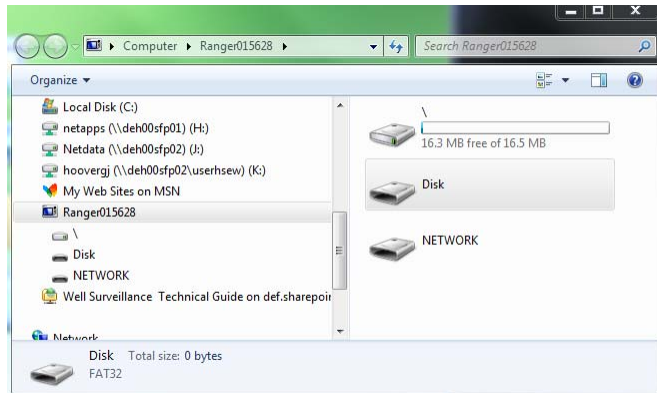 Computer ▸ Ranger015628 ▸
Search Ranger015628
Organize
Local Disk (C:)
netapps (\\deh00sfp01) (H:)
Netdata (\\deh00sfp02) (J:)
hoovergj (\\deh00sfp02\userhsew) (K:)
My Web Sites on MSN
Ranger015628
\
Disk
NETWORK
Well Surveillance Technical Guide on def.sharepoin
Network
\
16.3 MB free of 16.5 MB
Disk
NETWORK
Disk Total size: 0 bytes
FAT32